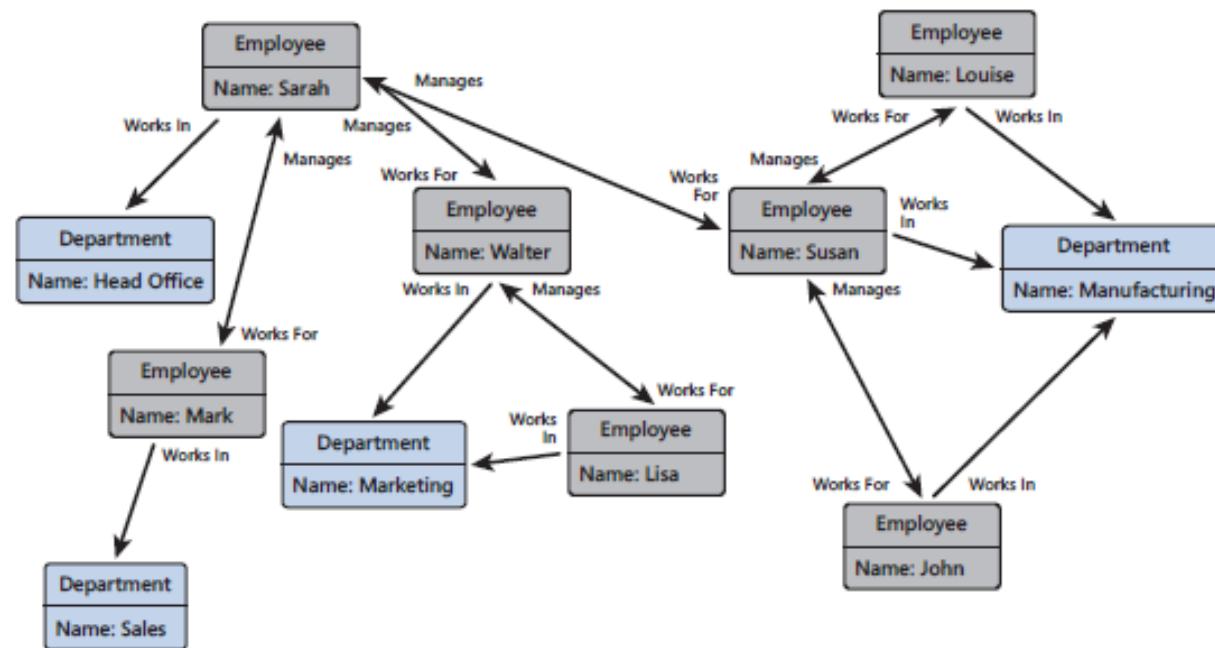 Employee
Name: Sarah
Employee
Name: Louise
Manages
Works In
Manages
Manages
Works For
Works In
Manages
Works For
Works
For
Employee
Name: Walter
Employee
Name: Susan
Works
In
Department
Name: Head Office
Department
Name: Manufacturing
Works In
Manages
Manages
Works For
Employee
Name: Mark
Works For
Works
In
Works In
Department
Name: Marketing
Employee
Name: Lisa
Works For
Works In
Employee
Name: John
Department
Name: Sales